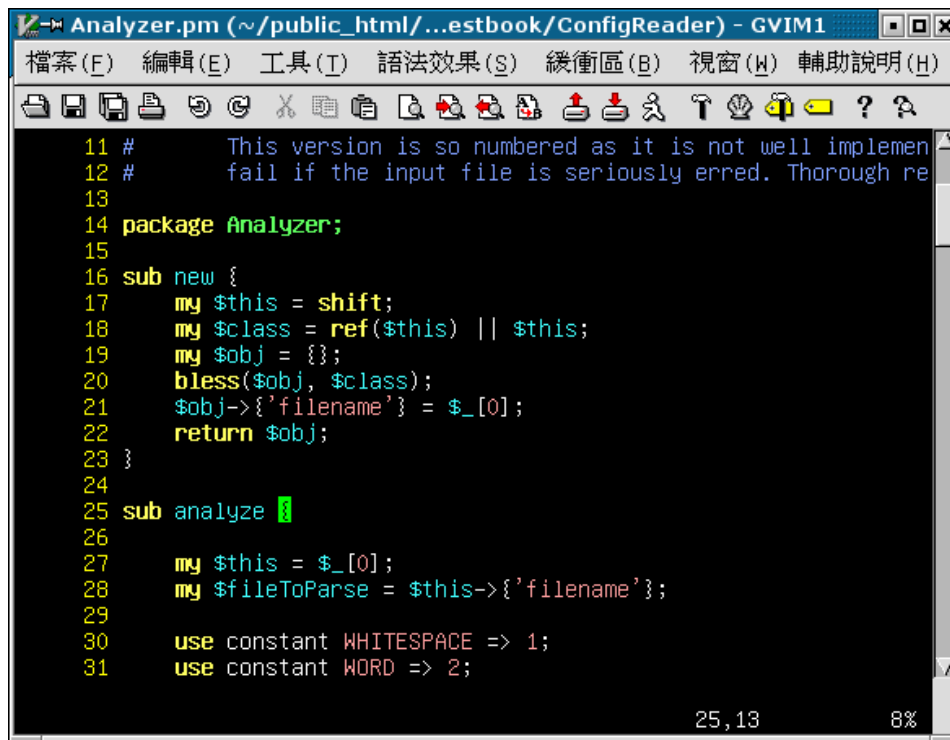 Analyzer.pm (~/public_html/...estbook/ConfigReader) - GVIM1
檔案(F) 編輯(E) 工具(T) 語法效果(S) 緩衝區(B) 視窗(W) 輔助說明(H)
11 #       This version is so numbered as it is not well implemen
12 #       fail if the input file is seriously erred. Thorough re
13
14 package Analyzer;
15
16 sub new {
17     my $this = shift;
18     my $class = ref($this) || $this;
19     my $obj = {};
20     bless($obj, $class);
21     $obj->{'filename'} = $_[0];
22     return $obj;
23 }
24
25 sub analyze {
26
27     my $this = $_[0];
28     my $fileToParse = $this->{'filename'};
29
30     use constant WHITESPACE => 1;
31     use constant WORD => 2;
25,13 8%